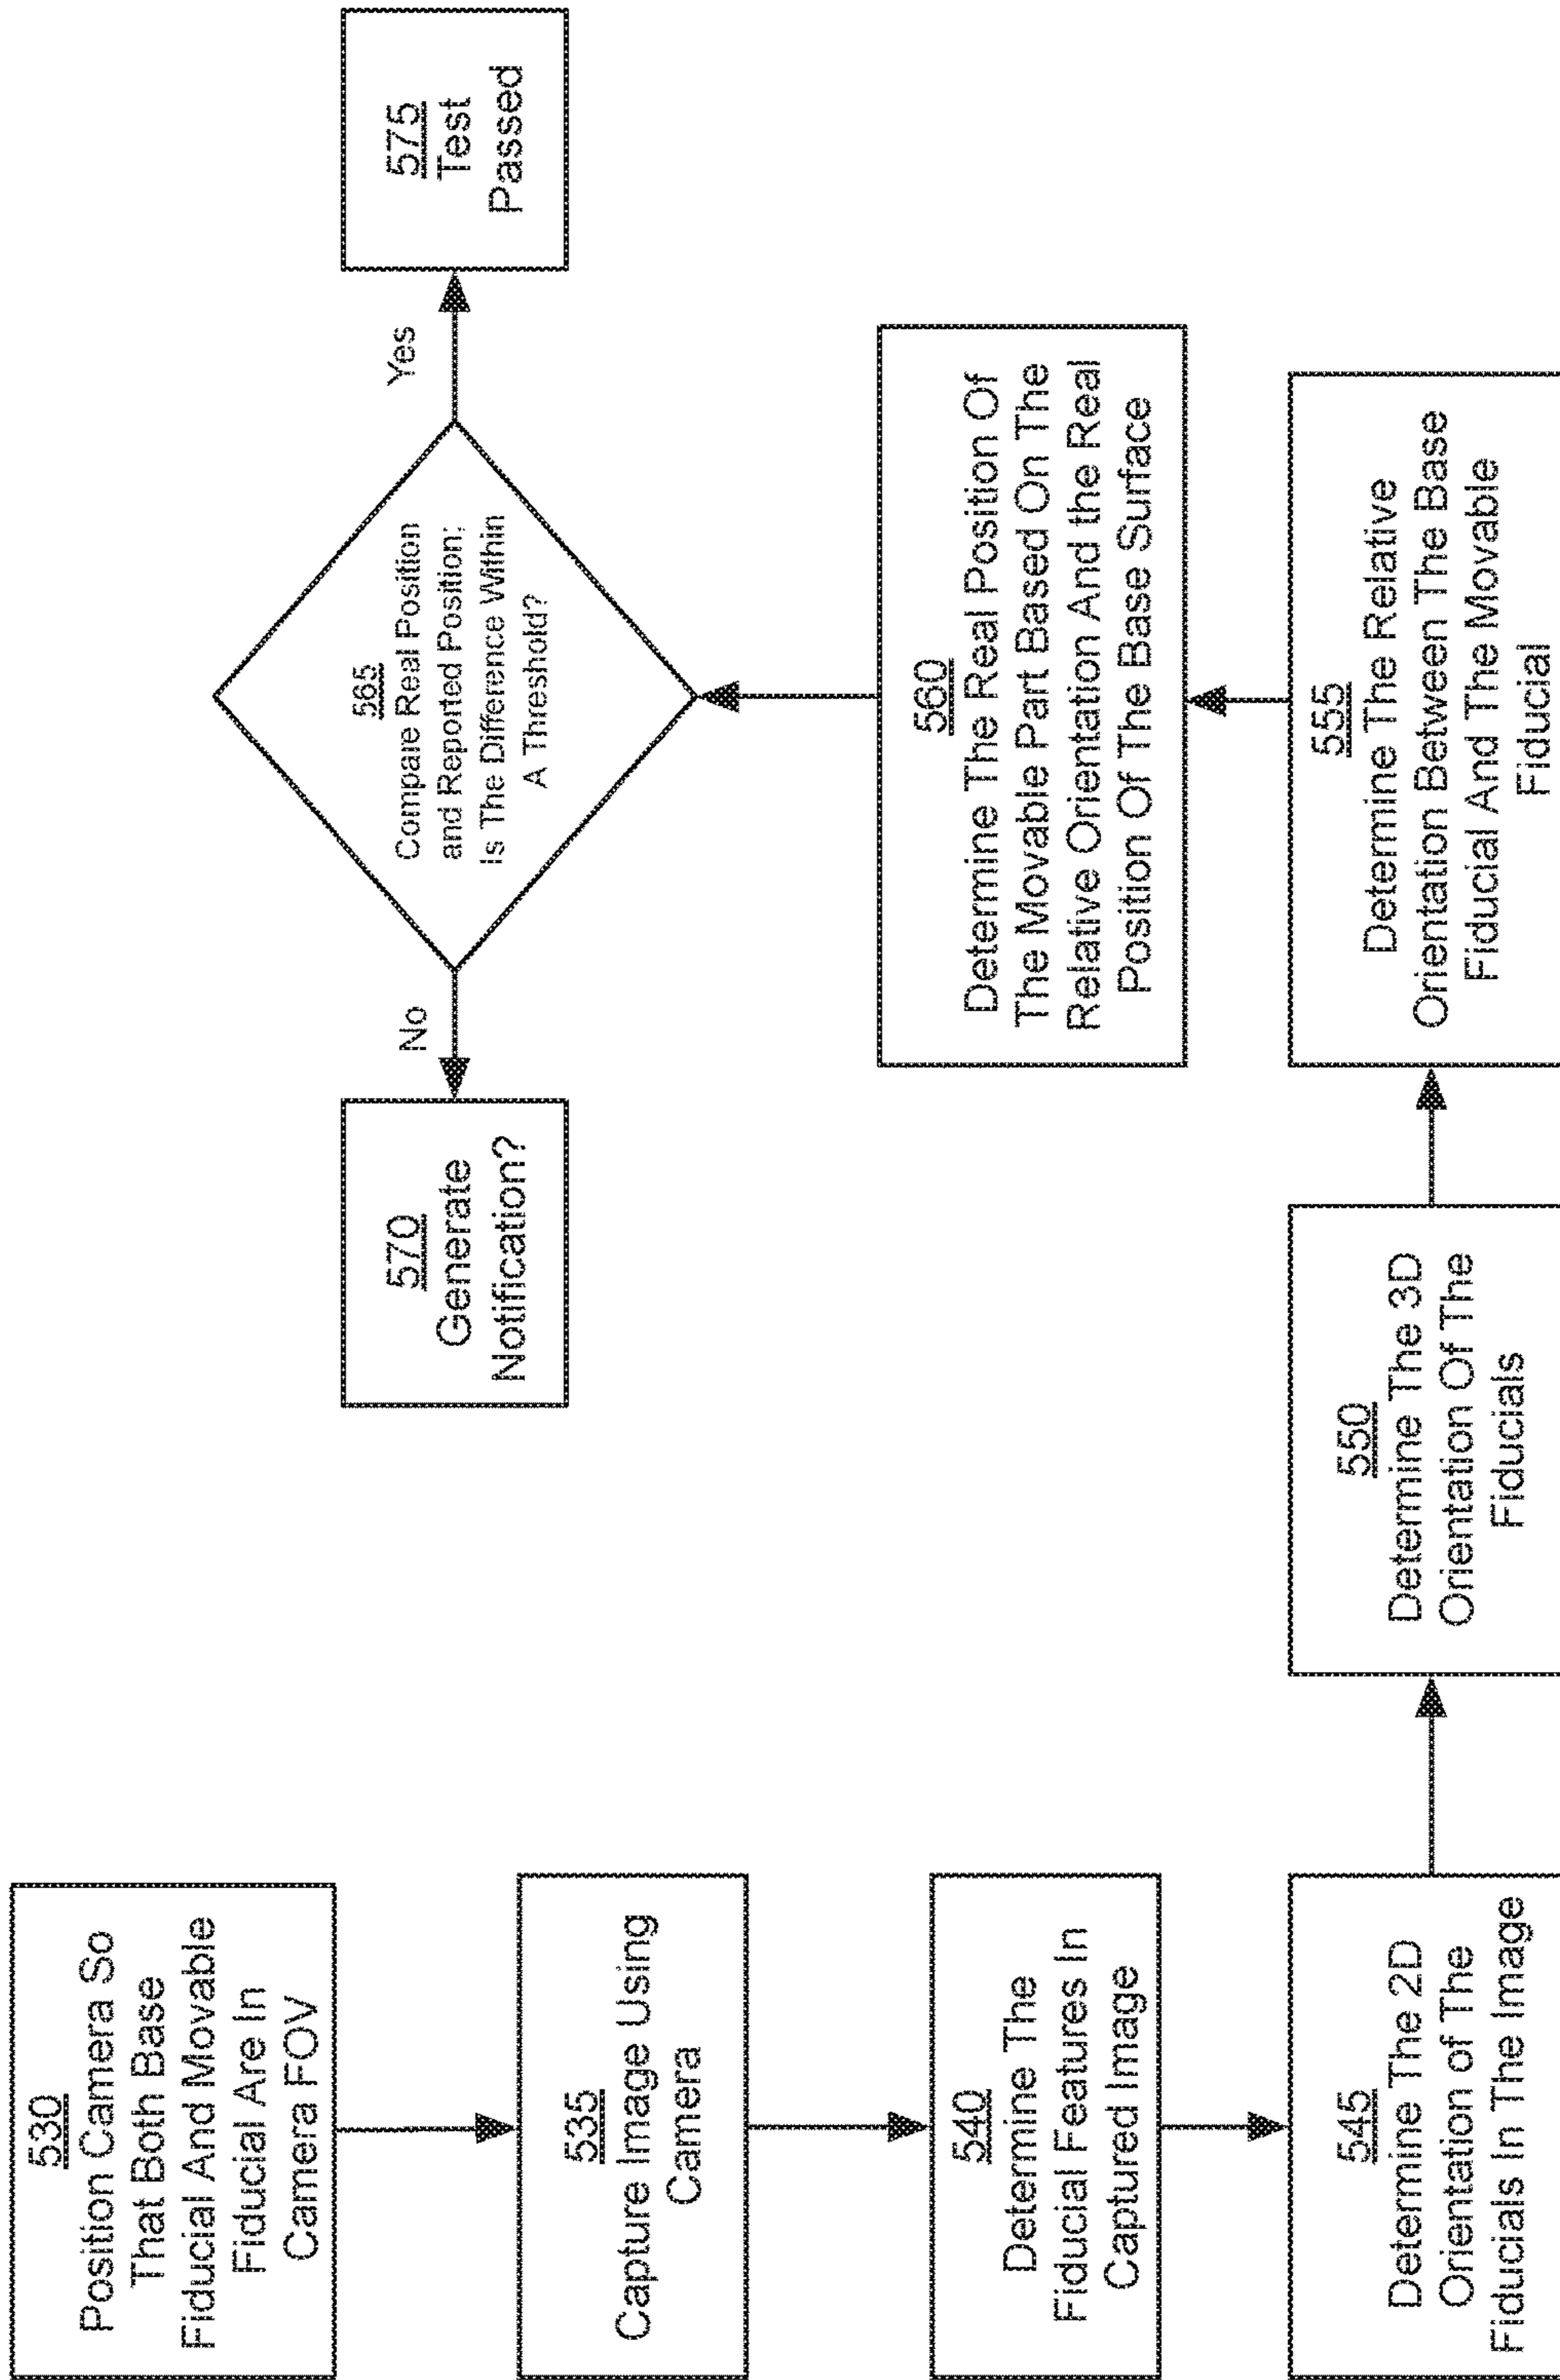 530
Position Camera So
That Both Base
Fiducial And Movable
Fiducial Are In
Camera FOV
535
Capture Image Using
Camera
540
Determine The
Fiducial Features In
Captured Image
545
Determine The 2D
Orientation of The
Fiducials In The Image
550
Determine The 3D
Orientation Of The
Fiducials
555
Determine The Relative
Orientation Between The Base
Fiducial And The Movable
Fiducial
560
Determine The Real Position Of
The Movable Part Based On The
Relative Orientation And the Real
Position Of The Base Surface
565
Compare Real Position
and Reported Position;
Is The Difference Within
A Threshold?
No
570
Generate
Notification?
Yes
575
Test
Passed